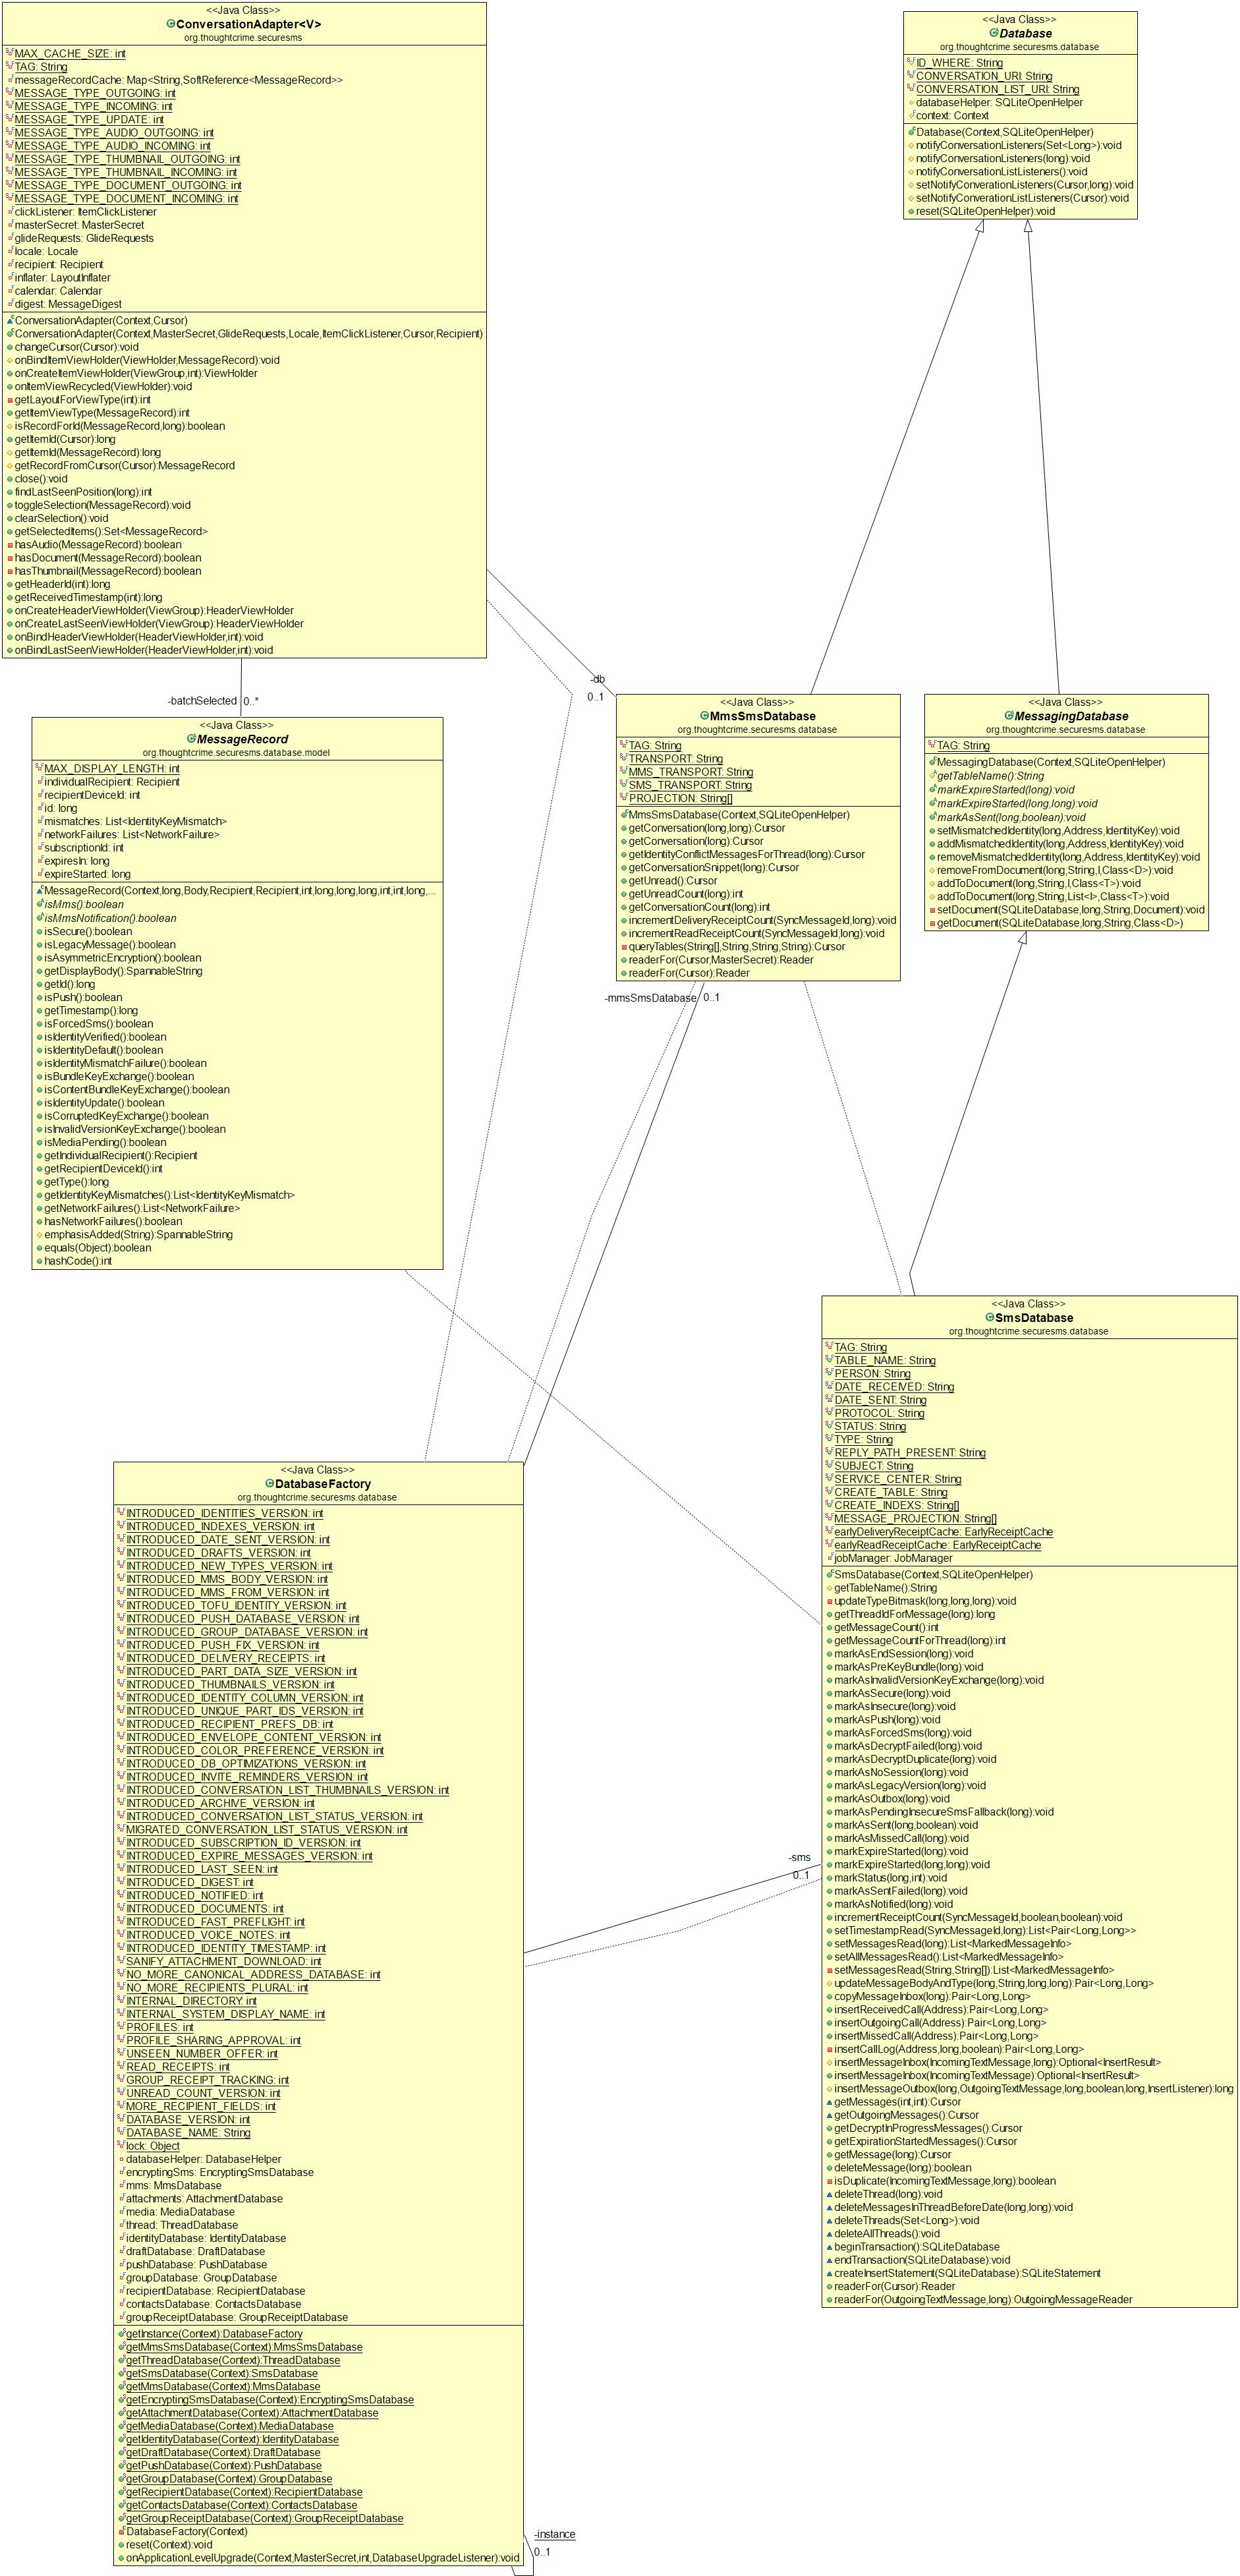 <<Java Class>>
ConversationAdapter<V>
org.thoughtcrime.securesms
MAX_CACHE_SIZE: int
TAG: String
messageRecordCache: Map<String,SoftReference<MessageRecord>>
MESSAGE_TYPE_OUTGOING: int
MESSAGE_TYPE_INCOMING: int
MESSAGE_TYPE_UPDATE: int
MESSAGE_TYPE_AUDIO_OUTGOING: int
MESSAGE_TYPE_AUDIO_INCOMING: int
MESSAGE_TYPE_THUMBNAIL_OUTGOING: int
MESSAGE_TYPE_THUMBNAIL_INCOMING: int
MESSAGE_TYPE_DOCUMENT_OUTGOING: int
MESSAGE_TYPE_DOCUMENT_INCOMING: int
clickListener: ItemClickListener
masterSecret: MasterSecret
glideRequests: GlideRequests
locale: Locale
recipient: Recipient
inflater: LayoutInflater
calendar: Calendar
digest: MessageDigest
ConversationAdapter(Context,Cursor)
ConversationAdapter(Context,MasterSecret,GlideRequests,Locale,ItemClickListener,Cursor,Recipient)
changeCursor(Cursor):void
onBindItemViewHolder(ViewHolder,MessageRecord):void
onCreateItemViewHolder(ViewGroup,int):ViewHolder
onItemViewRecycled(ViewHolder):void
getLayoutForViewType(int):int
getItemViewType(MessageRecord):int
isRecordForId(MessageRecord,long):boolean
getItemId(Cursor):long
getItemId(MessageRecord):long
getRecordFromCursor(Cursor):MessageRecord
close():void
findLastSeenPosition(long):int
toggleSelection(MessageRecord):void
clearSelection():void
getSelectedItems():Set<MessageRecord>
hasAudio(MessageRecord):boolean
hasDocument(MessageRecord):boolean
hasThumbnail(MessageRecord):boolean
getHeaderId(int):long
getReceivedTimestamp(int):long
onCreateHeaderViewHolder(ViewGroup):HeaderViewHolder
onCreateLastSeenViewHolder(ViewGroup):HeaderViewHolder
onBindHeaderViewHolder(HeaderViewHolder,int):void
onBindLastSeenViewHolder(HeaderViewHolder,int):void
<<Java Class>>
Database
org.thoughtcrime.securesms.database
ID_WHERE: String
CONVERSATION_URI: String
CONVERSATION_LIST_URI: String
databaseHelper: SQLiteOpenHelper
context: Context
Database(Context,SQLiteOpenHelper)
notifyConversationListeners(Set<Long>):void
notifyConversationListeners(long):void
notifyConversationListListeners():void
setNotifyConverationListeners(Cursor,long):void
setNotifyConverationListListeners(Cursor):void
reset(SQLiteOpenHelper):void
-batchSelected 0..*
-db
0..1
<<Java Class>>
MessageRecord
org.thoughtcrime.securesms.database.model
MAX_DISPLAY_LENGTH: int
individualRecipient: Recipient
recipientDeviceId: int
id: long
mismatches: List<IdentityKeyMismatch>
networkFailures: List<NetworkFailure>
subscriptionId: int
expiresIn: long
expireStarted: long
MessageRecord(Context,long,Body,Recipient,Recipient,int,long,long,long,int,int,long,...
isMms():boolean
isMmsNotification():boolean
isSecure():boolean
isLegacyMessage():boolean
isAsymmetricEncryption():boolean
getDisplayBody():SpannableString
getId():long
isPush():boolean
getTimestamp():long
isForcedSms():boolean
isIdentityVerified():boolean
isIdentityDefault():boolean
isIdentityMismatchFailure():boolean
isBundleKeyExchange():boolean
isContentBundleKeyExchange():boolean
isIdentityUpdate():boolean
isCorruptedKeyExchange():boolean
isInvalidVersionKeyExchange():boolean
isMediaPending():boolean
getIndividualRecipient():Recipient
getRecipientDeviceId():int
getType():long
getIdentityKeyMismatches():List<IdentityKeyMismatch>
getNetworkFailures():List<NetworkFailure>
hasNetworkFailures():boolean
emphasisAdded(String):SpannableString
equals(Object):boolean
hashCode():int
<<Java Class>>
MmsSmsDatabase
org.thoughtcrime.securesms.database
TAG: String
TRANSPORT: String
MMS_TRANSPORT: String
SMS_TRANSPORT: String
PROJECTION: String[]
MmsSmsDatabase(Context,SQLiteOpenHelper)
getConversation(long,long):Cursor
getConversation(long):Cursor
getIdentityConflictMessagesForThread(long):Cursor
getConversationSnippet(long):Cursor
getUnread():Cursor
getUnreadCount(long):int
getConversationCount(long):int
incrementDeliveryReceiptCount(SyncMessageId,long):void
incrementReadReceiptCount(SyncMessageId,long):void
queryTables(String[],String,String,String):Cursor
readerFor(Cursor,MasterSecret):Reader
readerFor(Cursor):Reader
-mmsSmsDatabase 0..1
<<Java Class>>
MessagingDatabase
org.thoughtcrime.securesms.database
TAG: String
MessagingDatabase(Context,SQLiteOpenHelper)
getTableName():String
markExpireStarted(long):void
markExpireStarted(long,long):void
markAsSent(long,boolean):void
setMismatchedIdentity(long,Address,IdentityKey):void
addMismatchedIdentity(long,Address,IdentityKey):void
removeMismatchedIdentity(long,Address,IdentityKey):void
removeFromDocument(long,String,I,Class<D>):void
addToDocument(long,String,I,Class<T>):void
addToDocument(long,String,List<I>,Class<T>):void
setDocument(SQLiteDatabase,long,String,Document):void
getDocument(SQLiteDatabase,long,String,Class<D>)
<<Java Class>>
SmsDatabase
org.thoughtcrime.securesms.database
TAG: String
TABLE_NAME: String
PERSON: String
DATE_RECEIVED: String
DATE_SENT: String
PROTOCOL: String
STATUS: String
TYPE: String
REPLY_PATH_PRESENT: String
SUBJECT: String
SERVICE_CENTER: String
CREATE_TABLE: String
CREATE_INDEXS: String[]
MESSAGE_PROJECTION: String[]
earlyDeliveryReceiptCache: EarlyReceiptCache
earlyReadReceiptCache: EarlyReceiptCache
jobManager: JobManager
SmsDatabase(Context,SQLiteOpenHelper)
getTableName():String
updateTypeBitmask(long,long,long):void
getThreadIdForMessage(long):long
getMessageCount():int
getMessageCountForThread(long):int
markAsEndSession(long):void
markAsPreKeyBundle(long):void
markAsInvalidVersionKeyExchange(long):void
markAsSecure(long):void
markAsInsecure(long):void
markAsPush(long):void
markAsForcedSms(long):void
markAsDecryptFailed(long):void
markAsDecryptDuplicate(long):void
markAsNoSession(long):void
markAsLegacyVersion(long):void
markAsOutbox(long):void
markAsPendingInsecureSmsFallback(long):void
markAsSent(long,boolean):void
markAsMissedCall(long):void
markExpireStarted(long):void
markExpireStarted(long,long):void
markStatus(long,int):void
markAsSentFailed(long):void
markAsNotified(long):void
incrementReceiptCount(SyncMessageId,boolean,boolean):void
setTimestampRead(SyncMessageId,long):List<Pair<Long,Long>>
setMessagesRead(long):List<MarkedMessageInfo>
setAllMessagesRead():List<MarkedMessageInfo>
setMessagesRead(String,String[]):List<MarkedMessageInfo>
updateMessageBodyAndType(long,String,long,long):Pair<Long,Long>
copyMessageInbox(long):Pair<Long,Long>
insertReceivedCall(Address):Pair<Long,Long>
insertOutgoingCall(Address):Pair<Long,Long>
insertMissedCall(Address):Pair<Long,Long>
insertCallLog(Address,long,boolean):Pair<Long,Long>
insertMessageInbox(IncomingTextMessage,long):Optional<InsertResult>
insertMessageInbox(IncomingTextMessage):Optional<InsertResult>
insertMessageOutbox(long,OutgoingTextMessage,long,boolean,long,InsertListener):long
getMessages(int,int):Cursor
getOutgoingMessages():Cursor
getDecryptInProgressMessages():Cursor
getExpirationStartedMessages():Cursor
getMessage(long):Cursor
deleteMessage(long):boolean
isDuplicate(IncomingTextMessage,long):boolean
deleteThread(long):void
deleteMessagesInThreadBeforeDate(long,long):void
deleteThreads(Set<Long>):void
deleteAllThreads():void
beginTransaction():SQLiteDatabase
endTransaction(SQLiteDatabase):void
createInsertStatement(SQLiteDatabase):SQLiteStatement
readerFor(Cursor):Reader
readerFor(OutgoingTextMessage,long):OutgoingMessageReader
-sms
0..1
<<Java Class>>
DatabaseFactory
org.thoughtcrime.securesms.database
INTRODUCED_IDENTITIES_VERSION: int
INTRODUCED_INDEXES_VERSION: int
INTRODUCED_DATE_SENT_VERSION: int
INTRODUCED_DRAFTS_VERSION: int
INTRODUCED_NEW_TYPES_VERSION: int
INTRODUCED_MMS_BODY_VERSION: int
INTRODUCED_MMS_FROM_VERSION: int
INTRODUCED_TOFU_IDENTITY_VERSION: int
INTRODUCED_PUSH_DATABASE_VERSION: int
INTRODUCED_GROUP_DATABASE_VERSION: int
INTRODUCED_PUSH_FIX_VERSION: int
INTRODUCED_DELIVERY_RECEIPTS: int
INTRODUCED_PART_DATA_SIZE_VERSION: int
INTRODUCED_THUMBNAILS_VERSION: int
INTRODUCED_IDENTITY_COLUMN_VERSION: int
INTRODUCED_UNIQUE_PART_IDS_VERSION: int
INTRODUCED_RECIPIENT_PREFS_DB: int
INTRODUCED_ENVELOPE_CONTENT_VERSION: int
INTRODUCED_COLOR_PREFERENCE_VERSION: int
INTRODUCED_DB_OPTIMIZATIONS_VERSION: int
INTRODUCED_INVITE_REMINDERS_VERSION: int
INTRODUCED_CONVERSATION_LIST_THUMBNAILS_VERSION: int
INTRODUCED_ARCHIVE_VERSION: int
INTRODUCED_CONVERSATION_LIST_STATUS_VERSION: int
MIGRATED_CONVERSATION_LIST_STATUS_VERSION: int
INTRODUCED_SUBSCRIPTION_ID_VERSION: int
INTRODUCED_EXPIRE_MESSAGES_VERSION: int
INTRODUCED_LAST_SEEN: int
INTRODUCED_DIGEST: int
INTRODUCED_NOTIFIED: int
INTRODUCED_DOCUMENTS: int
INTRODUCED_FAST_PREFLIGHT: int
INTRODUCED_VOICE_NOTES: int
INTRODUCED_IDENTITY_TIMESTAMP: int
SANIFY_ATTACHMENT_DOWNLOAD: int
NO_MORE_CANONICAL_ADDRESS_DATABASE: int
NO_MORE_RECIPIENTS_PLURAL: int
INTERNAL_DIRECTORY: int
INTERNAL_SYSTEM_DISPLAY_NAME: int
PROFILES: int
PROFILE_SHARING_APPROVAL: int
UNSEEN_NUMBER_OFFER: int
READ_RECEIPTS: int
GROUP_RECEIPT_TRACKING: int
UNREAD_COUNT_VERSION: int
MORE_RECIPIENT_FIELDS: int
DATABASE_VERSION: int
DATABASE_NAME: String
lock: Object
databaseHelper: DatabaseHelper
encryptingSms: EncryptingSmsDatabase
mms: MmsDatabase
attachments: AttachmentDatabase
media: MediaDatabase
thread: ThreadDatabase
identityDatabase: IdentityDatabase
draftDatabase: DraftDatabase
pushDatabase: PushDatabase
groupDatabase: GroupDatabase
recipientDatabase: RecipientDatabase
contactsDatabase: ContactsDatabase
groupReceiptDatabase: GroupReceiptDatabase
getInstance(Context):DatabaseFactory
getMmsSmsDatabase(Context):MmsSmsDatabase
getThreadDatabase(Context):ThreadDatabase
getSmsDatabase(Context):SmsDatabase
getMmsDatabase(Context):MmsDatabase
getEncryptingSmsDatabase(Context):EncryptingSmsDatabase
getAttachmentDatabase(Context):AttachmentDatabase
getMediaDatabase(Context):MediaDatabase
getIdentityDatabase(Context):IdentityDatabase
getDraftDatabase(Context):DraftDatabase
getPushDatabase(Context):PushDatabase
getGroupDatabase(Context):GroupDatabase
getRecipientDatabase(Context):RecipientDatabase
getContactsDatabase(Context):ContactsDatabase
getGroupReceiptDatabase(Context):GroupReceiptDatabase
DatabaseFactory(Context)
reset(Context):void
onApplicationLevelUpgrade(Context,MasterSecret,int,DatabaseUpgradeListener):void
-instance
0..1